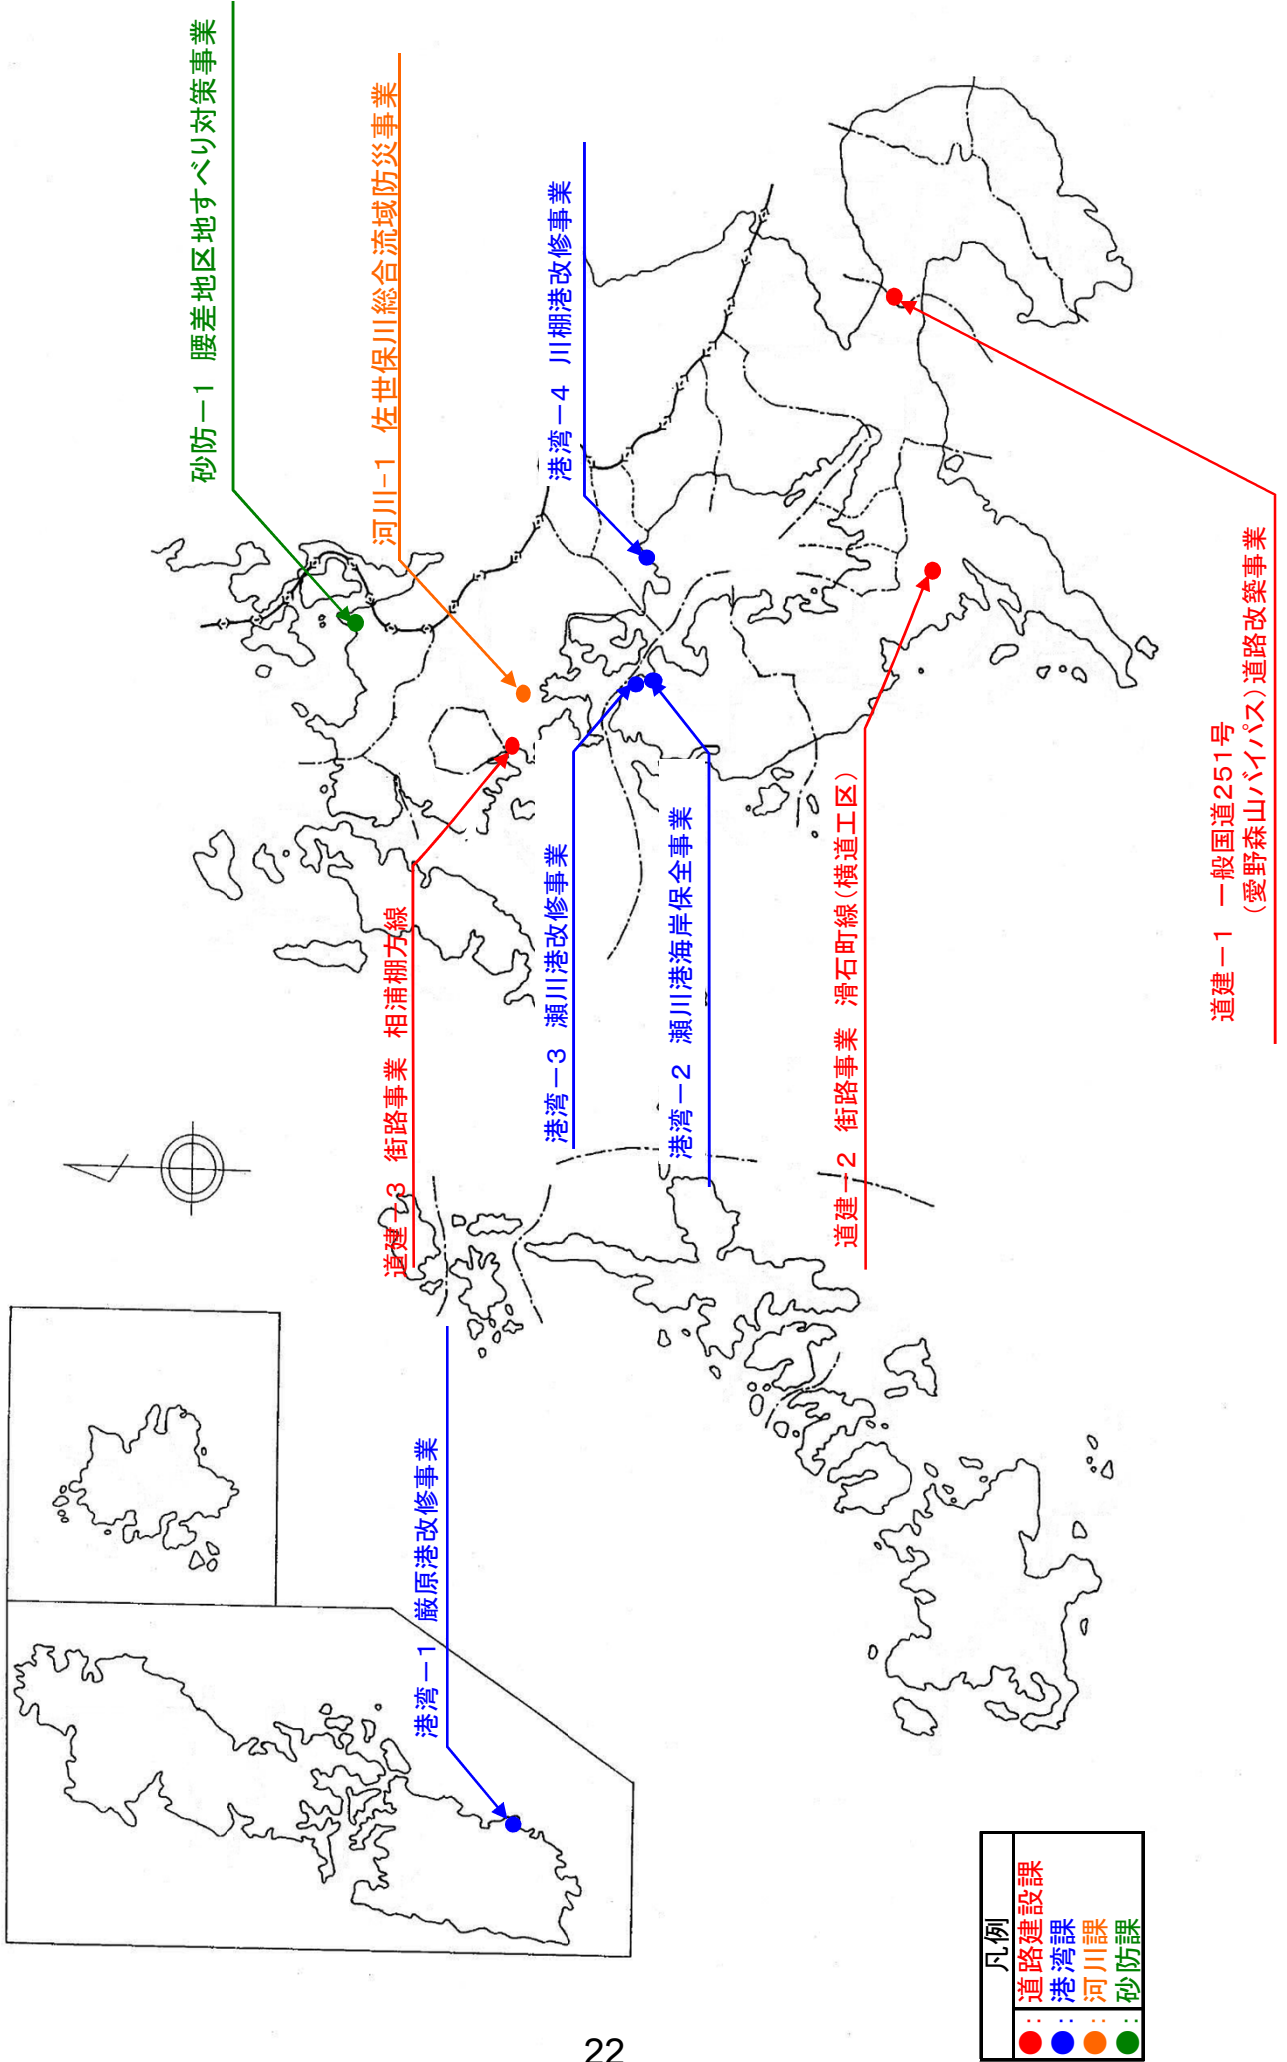 砂防－1 腰差地区地すべり対策事業
河川-1 佐世保川総合流域防災事業
港湾－4 川棚港改修事業
道建－3 街路事業 相浦棚方線
港湾－3 瀬川港改修事業
港湾－2 瀬川港海岸保全事業
道建－2 街路事業 滑石町線(横道工区)
道建－1 一般国道251号
(愛野森山バイパス)道路改築事業
港湾－1 厳原港改修事業
凡例
:道路建設課
:港湾課
:河川課
:砂防課
22